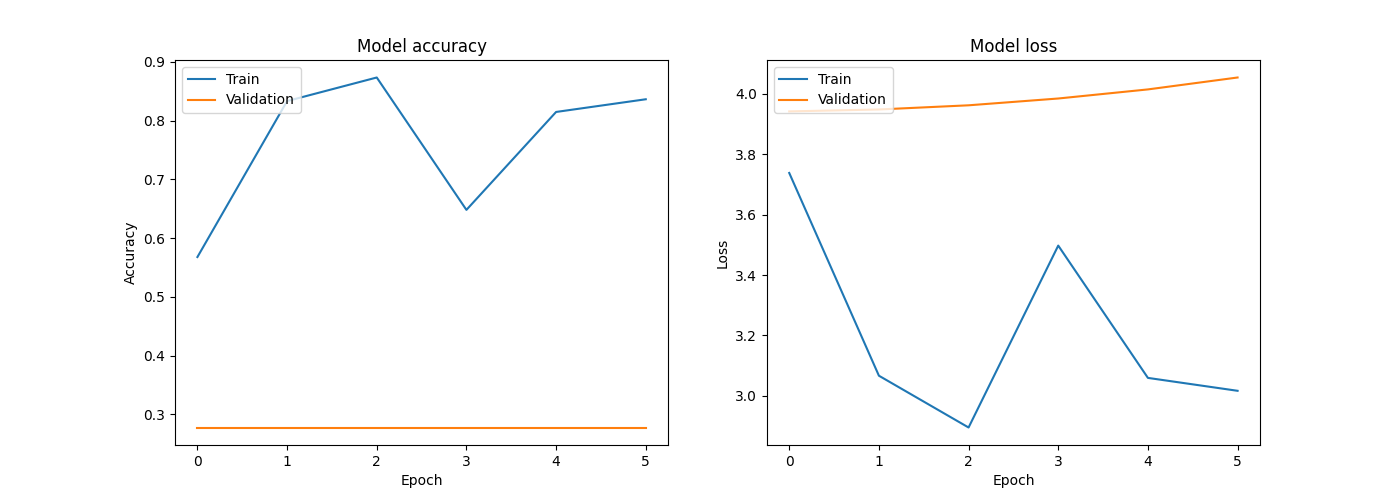 Model accuracy
Train
Validation
0.9
0.8
0.7
0.6
0.5
0.4
0.3
Accuracy
0 1 2 3 4 5
Epoch
Model loss
Train
Validation
4.0
3.8
3.6
3.4
3.2
3.0
Loss
0 1 2 3 4 5
Epoch